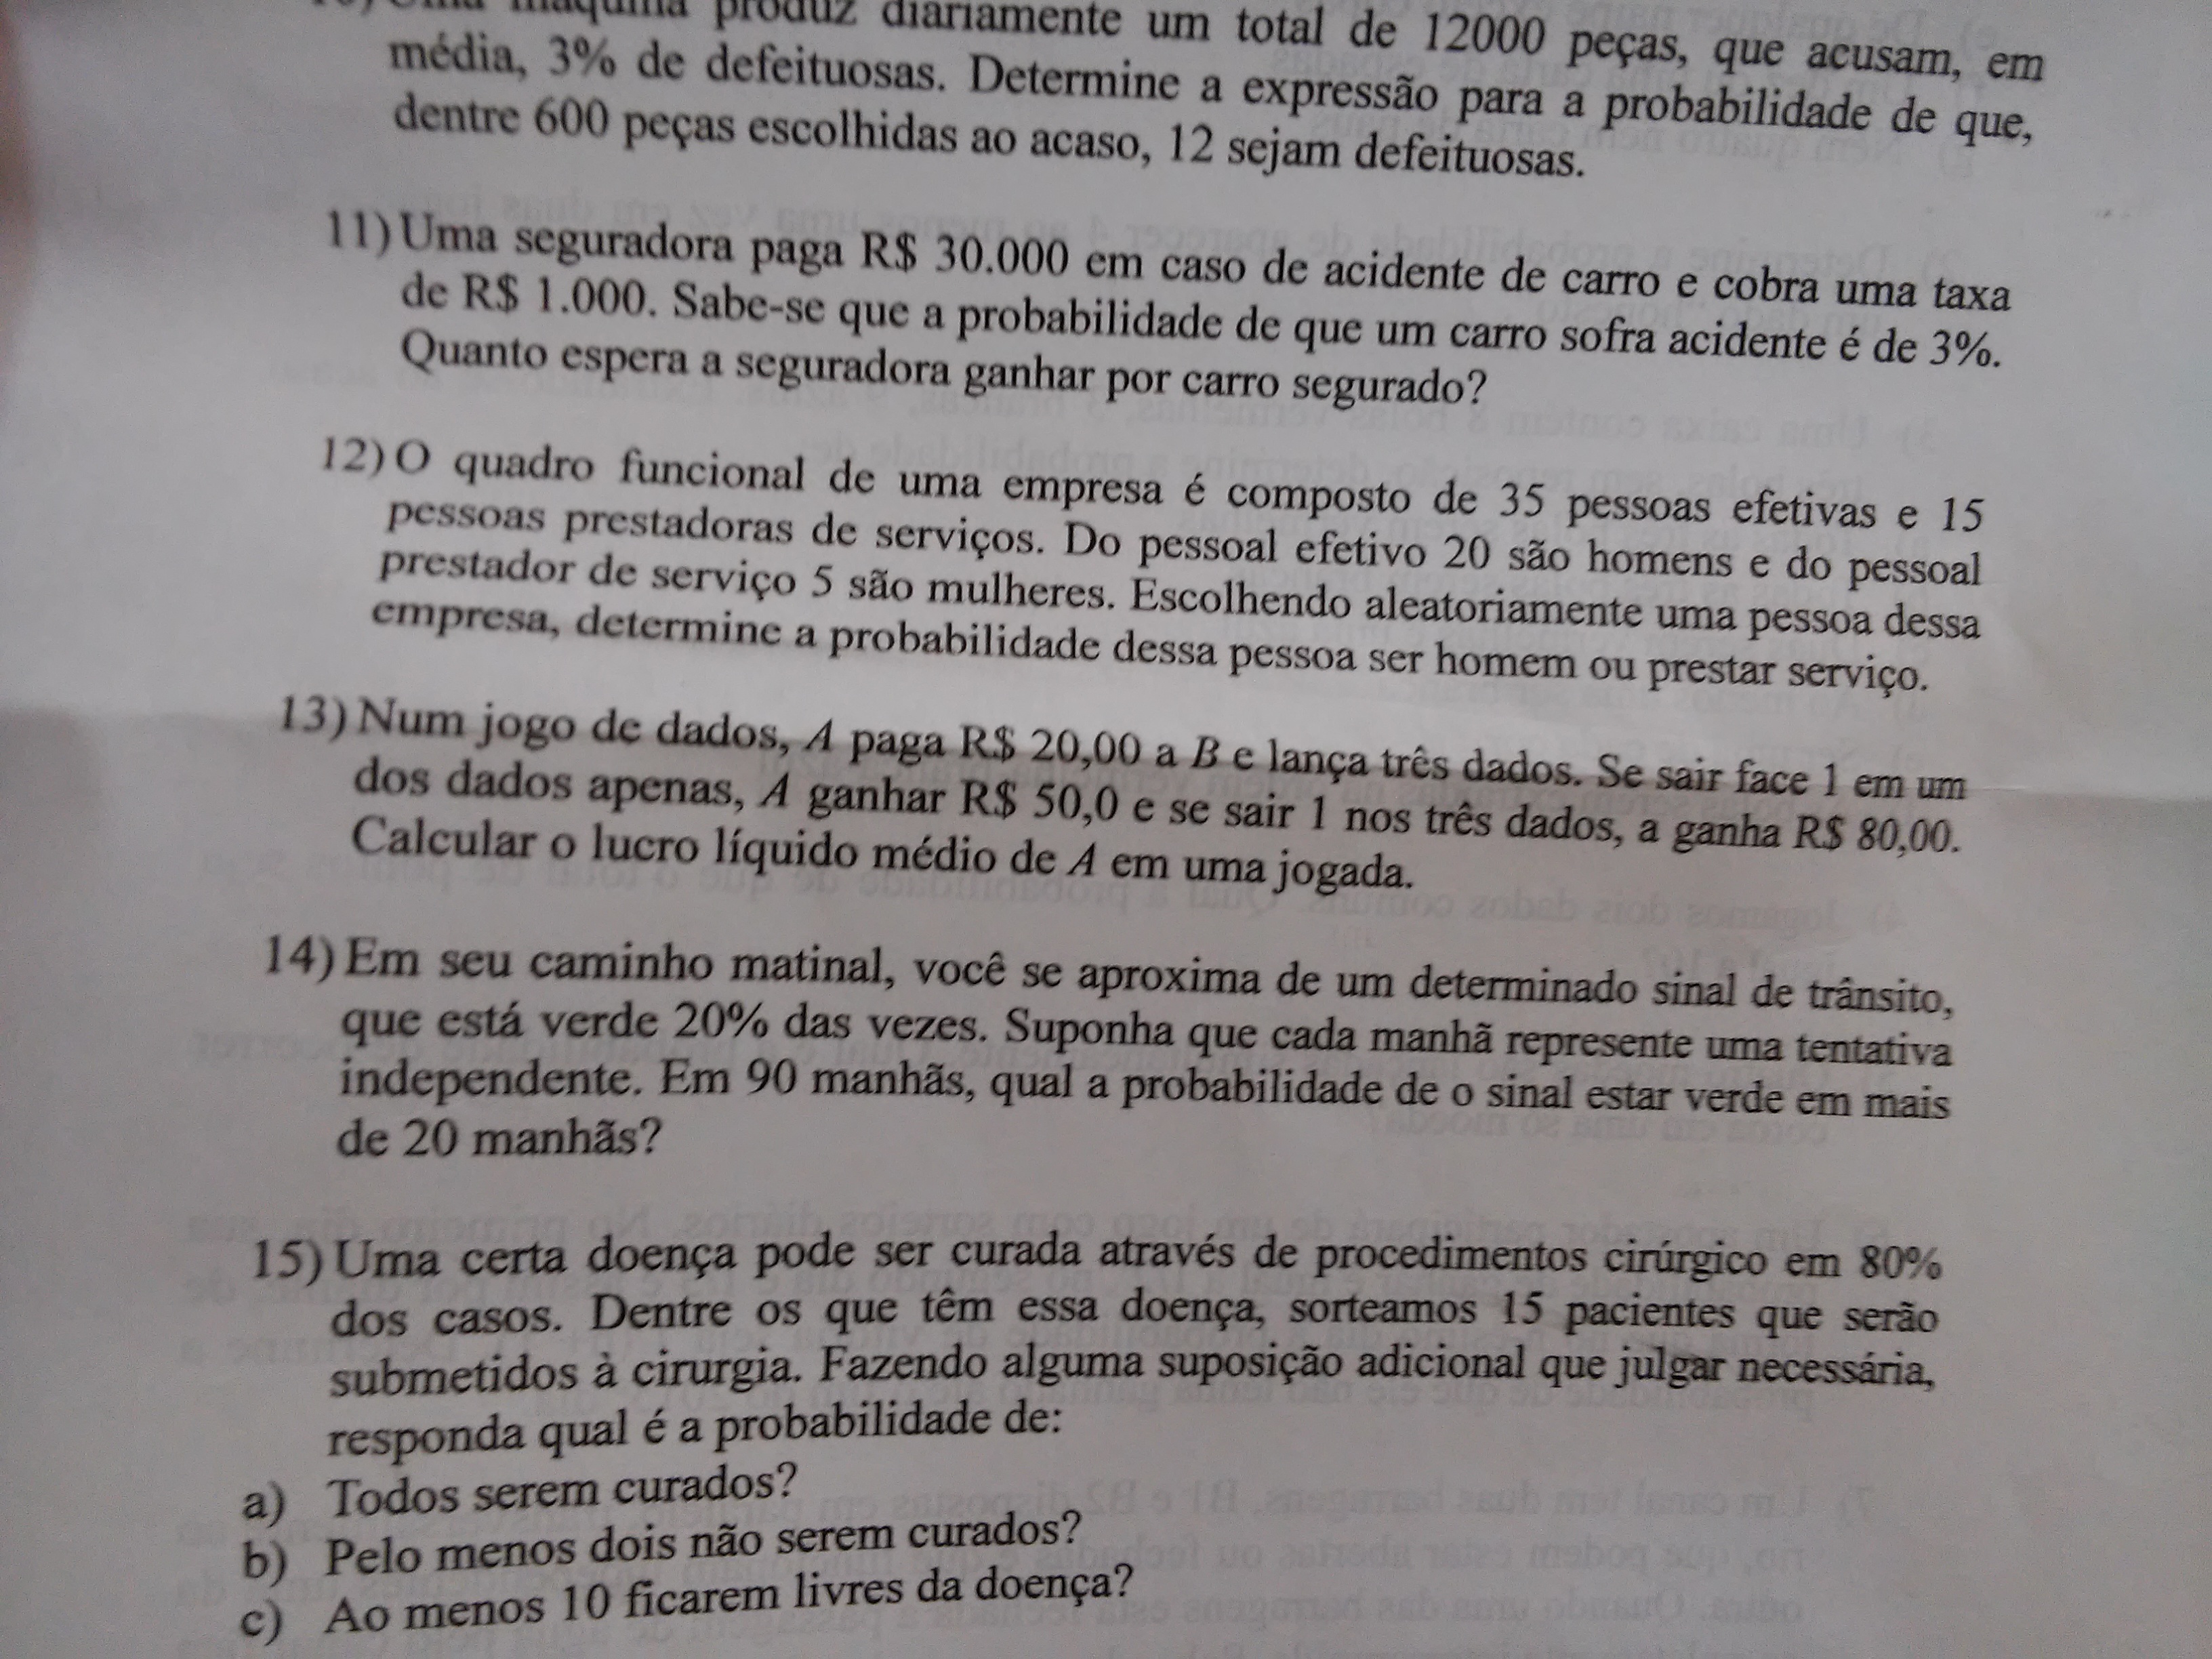 máquina produz diariamente um total de 12000 peças, que acusam, em
média, 3% de defeituosas. Determine a expressão para a probabilidade de que,
dentre 600 peças escolhidas ao acaso, 12 sejam defeituosas.
11) Uma seguradora paga R$ 30.000 em caso de acidente de carro e cobra uma taxa
de R$ 1.000. Sabe-se que a probabilidade de que um carro sofra acidente é de 3%.
Quanto espera a seguradora ganhar por carro segurado?
12) O quadro funcional de uma empresa é composto de 35 pessoas efetivas e 15
pessoas prestadoras de serviços. Do pessoal efetivo 20 são homens e do pessoal
prestador de serviço 5 são mulheres. Escolhendo aleatoriamente uma pessoa dessa
empresa, determine a probabilidade dessa pessoa ser homem ou prestar serviço.
13) Num jogo de dados, A paga R$ 20,00 a B e lança três dados. Se sair face 1 em um
dos dados apenas, A ganhar R$ 50,0 e se sair 1 nos três dados, a ganha R$ 80,00.
Calcular o lucro líquido médio de A em uma jogada.
14) Em seu caminho matinal, você se aproxima de um determinado sinal de trânsito,
que está verde 20% das vezes. Suponha que cada manhã represente uma tentativa
independente. Em 90 manhãs, qual a probabilidade de o sinal estar verde em mais
de 20 manhãs?
15) Uma certa doença pode ser curada através de procedimentos cirúrgico em 80%
dos casos. Dentre os que têm essa doença, sorteamos 15 pacientes que serão
submetidos à cirurgia. Fazendo alguma suposição adicional que julgar necessária,
responda qual é a probabilidade de:
a) Todos serem curados?
b) Pelo menos dois não serem curados?
c) Ao menos 10 ficarem livres da doença?